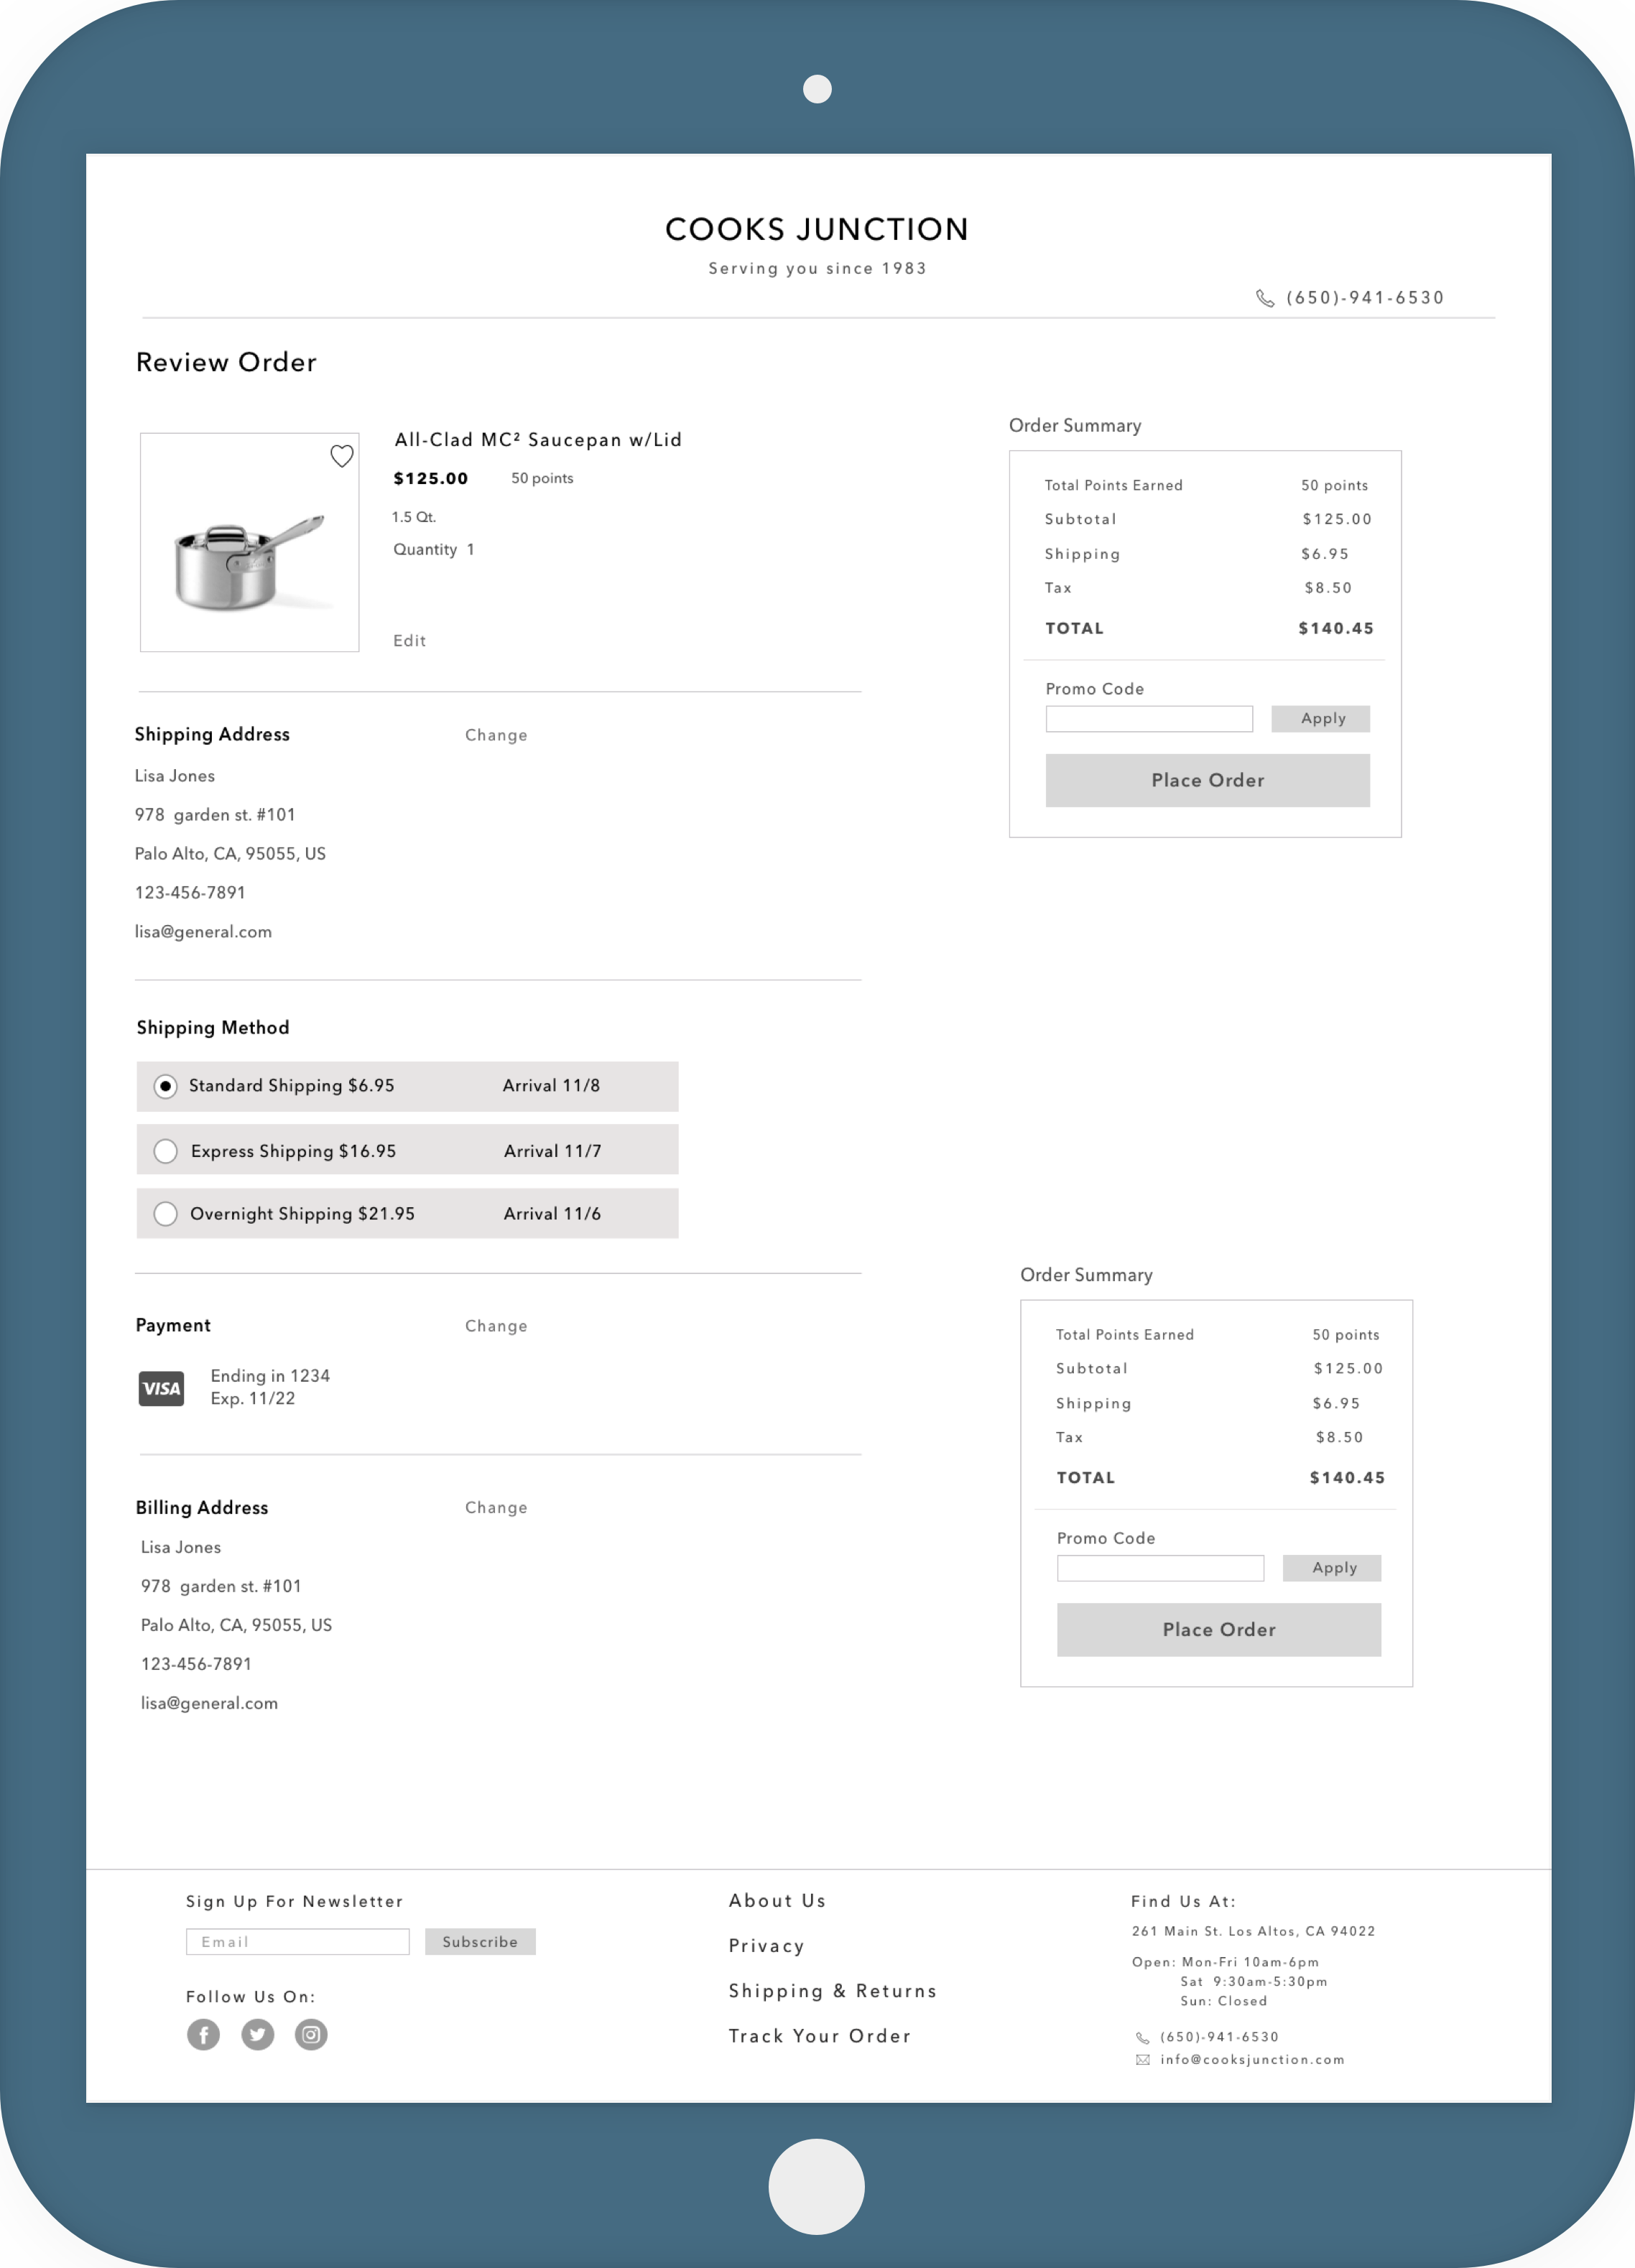 COOKS JUNCTION
Serving you since 1983
(650)-941-6530
Review Order
All-Clad MC² Saucepan w/Lid
$125.00 50 points
1.5 Qt.
Quantity 1
Edit
Order Summary
Total Points Earned 50 points
Subtotal $125.00
Shipping $6.95
Tax $8.50
TOTAL $140.45
Promo Code
Apply
Place Order
Shipping Address Change
Lisa Jones
978 garden st. #101
Palo Alto, CA, 95055, US
123-456-7891
lisa@general.com
Shipping Method
Standard Shipping $6.95 Arrival 11/8
Express Shipping $16.95 Arrival 11/7
Overnight Shipping $21.95 Arrival 11/6
Payment Change
VISA
Ending in 1234
Exp. 11/22
Billing Address Change
Lisa Jones
978 garden st. #101
Palo Alto, CA, 95055, US
123-456-7891
lisa@general.com
Order Summary
Total Points Earned 50 points
Subtotal $125.00
Shipping $6.95
Tax $8.50
TOTAL $140.45
Promo Code
Apply
Place Order
Sign Up For Newsletter
Email Subscribe
Follow Us On:
About Us
Privacy
Shipping & Returns
Track Your Order
Find Us At:
261 Main St. Los Altos, CA 94022
Open: Mon-Fri 10am-6pm
Sat 9:30am-5:30pm
Sun: Closed
(650)-941-6530
info@cooksjunction.com